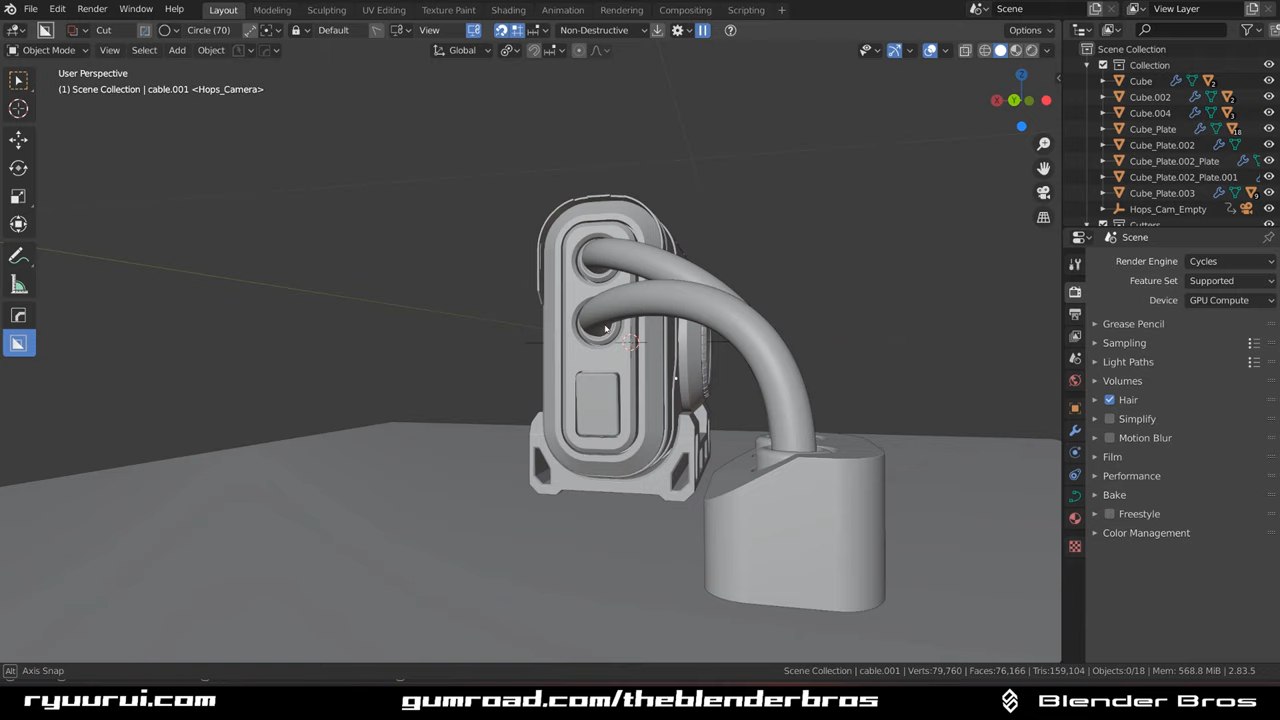 File Edit Render Window Help Layout Modeling Sculpting UV Editing Texture Paint Shading Animation Rendering Compositing Scripting + Scene View Layer
Cut Circle (70) Default Non-Destructive Options
Object Mode View Select Add Object Global
User Perspective
(1) Scene Collection | cable.001 <Hops_Camera>
Z
Y
Scene Collection
Collection
Cube 2
Cube.002 2
Cube.004 3
Cube_Plate 18
Cube_Plate.002
Cube_Plate.002_Plate
Cube_Plate.002_Plate.001
Cube_Plate.003 9
Hops_Cam_Empty
Scene
Render Engine Cycles
Feature Set Supported
Device GPU Compute
Grease Pencil
Sampling
Light Paths
Volumes
Hair
Simplify
Motion Blur
Film
Performance
Bake
Freestyle
Color Management
Alt Axis Snap
Scene Collection | cable.001 | Verts:79,760 | Faces:76,166 | Tris:159,104 | Objects:0/18 | Mem: 568.8 MiB | 2.83.5
ryuurui.com gumroad.com/theblenderbros Blender Bros